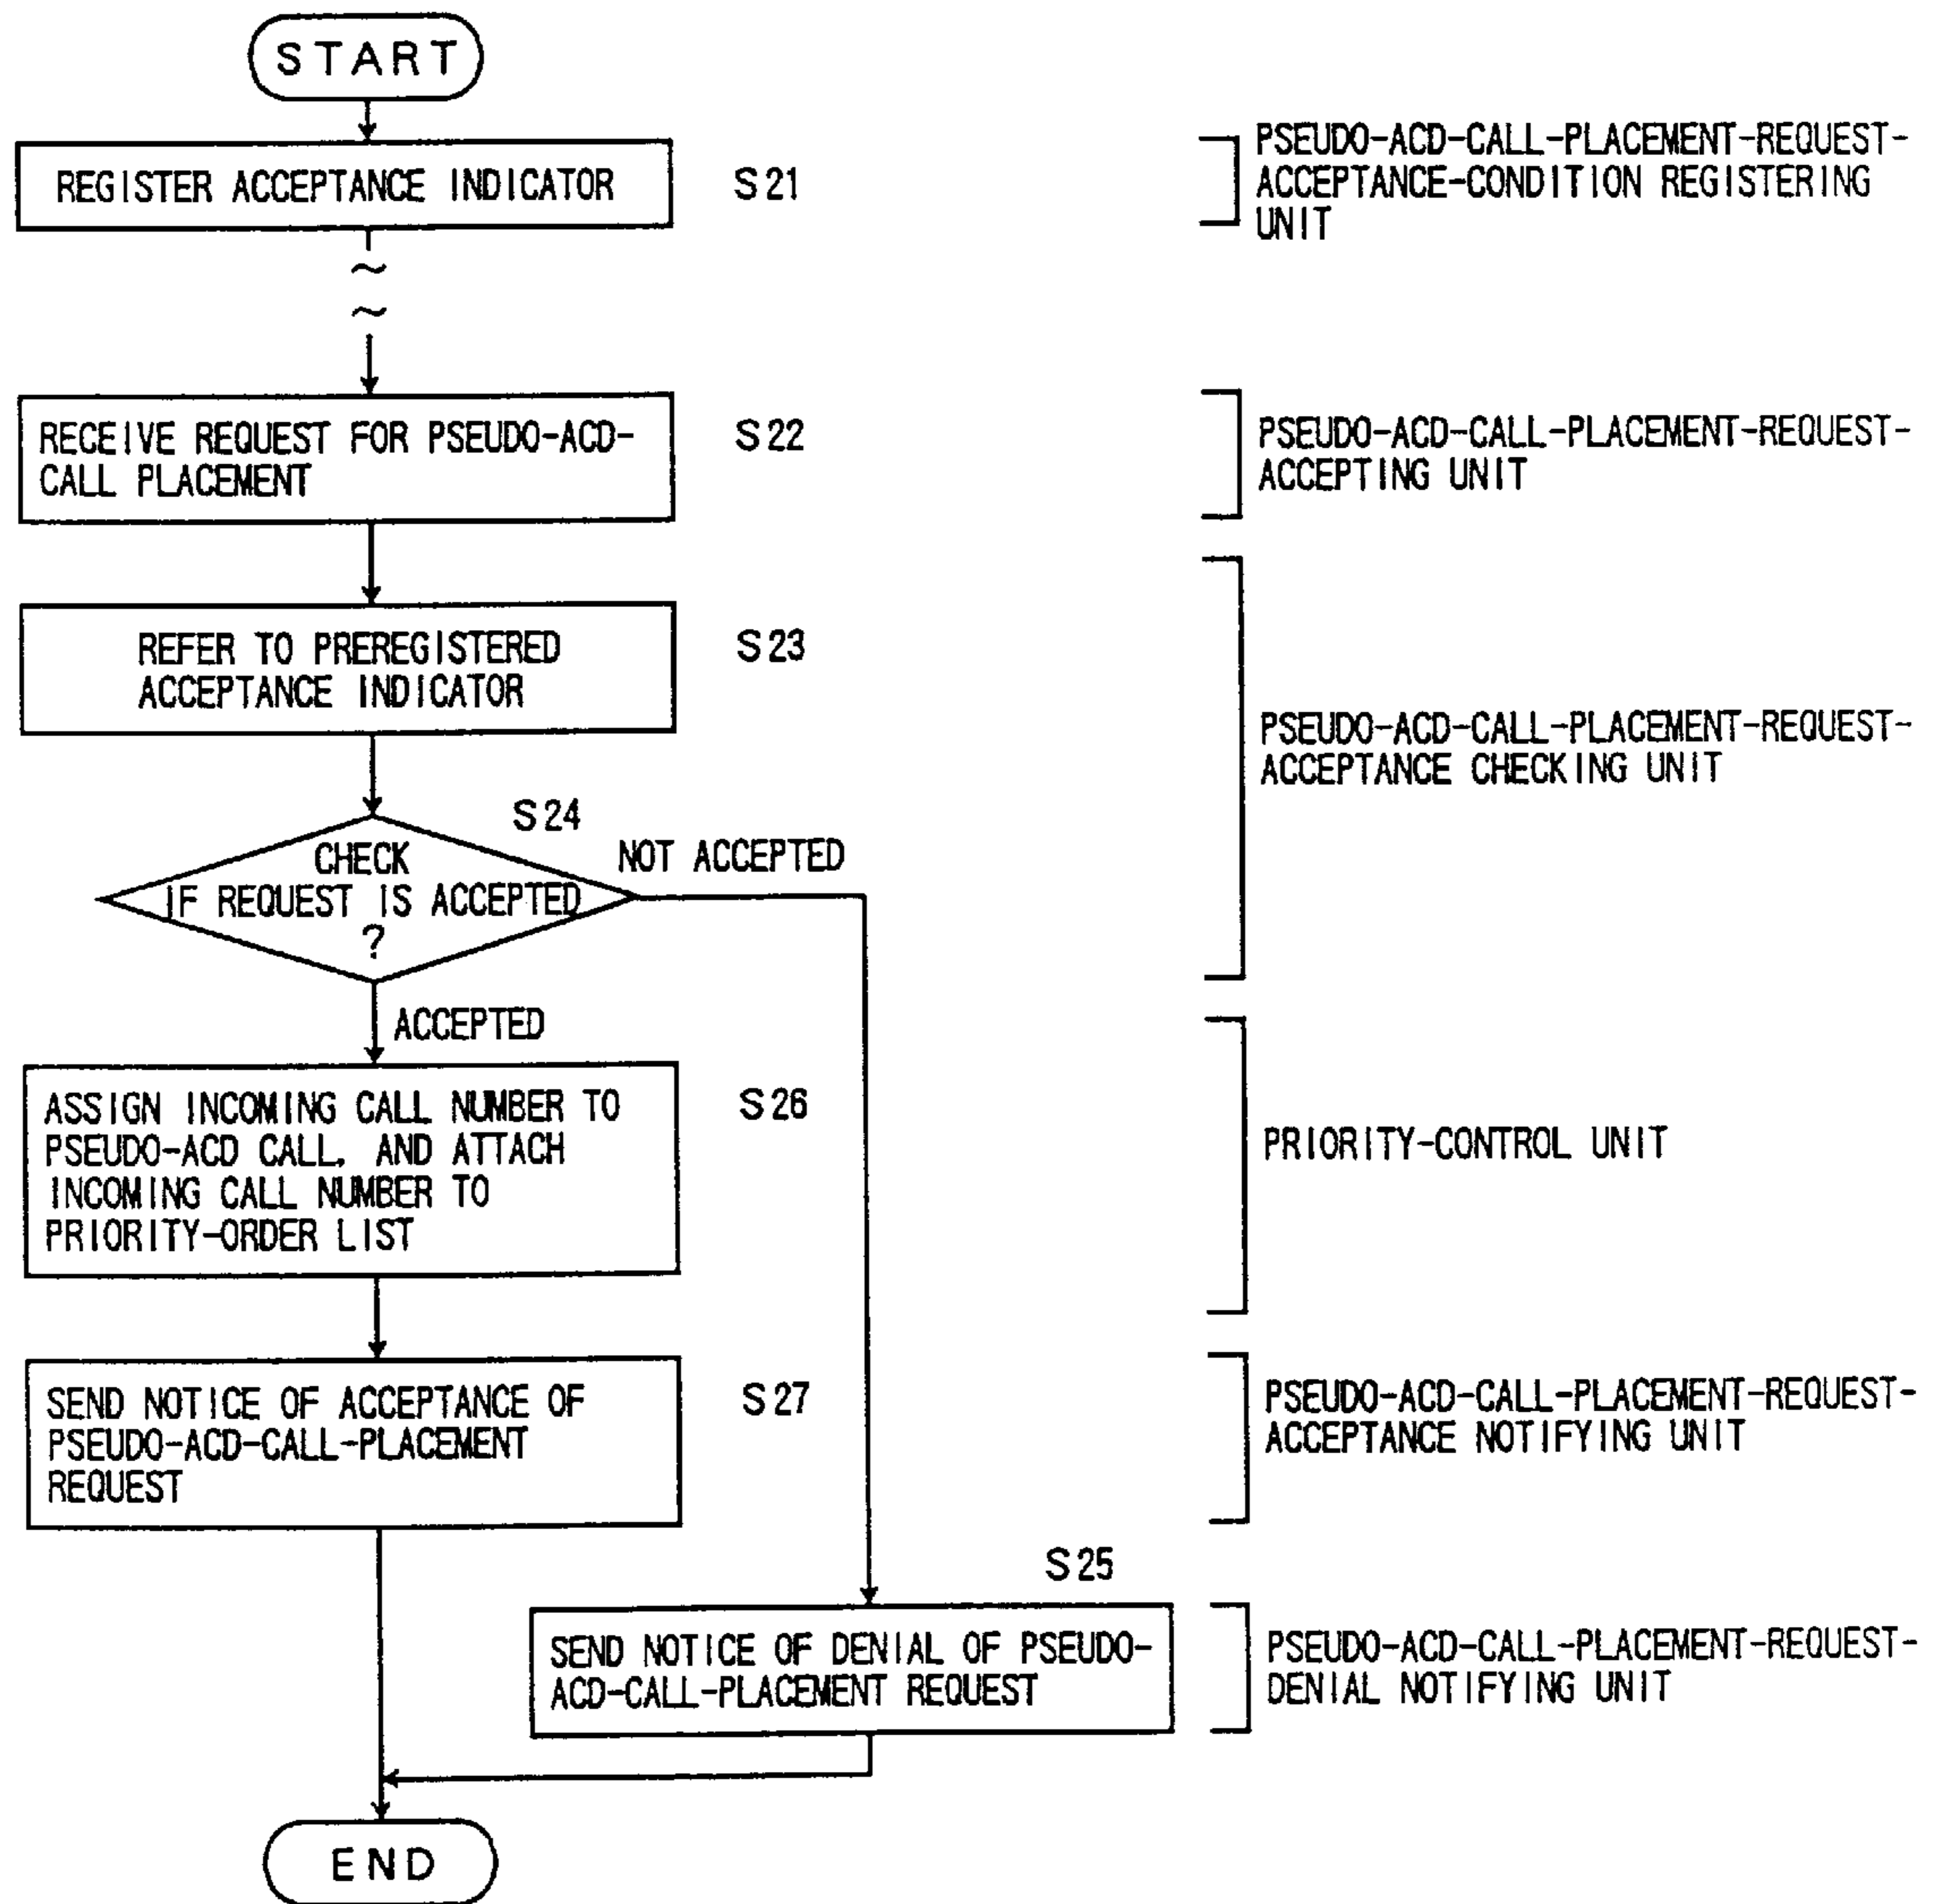 START
REGISTER ACCEPTANCE INDICATOR
S21
PSEUDO-ACD-CALL-PLACEMENT-REQUEST-
ACCEPTANCE-CONDITION REGISTERING
UNIT
~
~
RECEIVE REQUEST FOR PSEUDO-ACD-
CALL PLACEMENT
S22
PSEUDO-ACD-CALL-PLACEMENT-REQUEST-
ACCEPTING UNIT
REFER TO PREREGISTERED
ACCEPTANCE INDICATOR
S23
PSEUDO-ACD-CALL-PLACEMENT-REQUEST-
ACCEPTANCE CHECKING UNIT
S24
CHECK
IF REQUEST IS ACCEPTED
?
NOT ACCEPTED
ACCEPTED
ASSIGN INCOMING CALL NUMBER TO
PSEUDO-ACD CALL, AND ATTACH
INCOMING CALL NUMBER TO
PRIORITY-ORDER LIST
S26
PRIORITY-CONTROL UNIT
SEND NOTICE OF ACCEPTANCE OF
PSEUDO-ACD-CALL-PLACEMENT
REQUEST
S27
PSEUDO-ACD-CALL-PLACEMENT-REQUEST-
ACCEPTANCE NOTIFYING UNIT
S25
SEND NOTICE OF DENIAL OF PSEUDO-
ACD-CALL-PLACEMENT REQUEST
PSEUDO-ACD-CALL-PLACEMENT-REQUEST-
DENIAL NOTIFYING UNIT
END